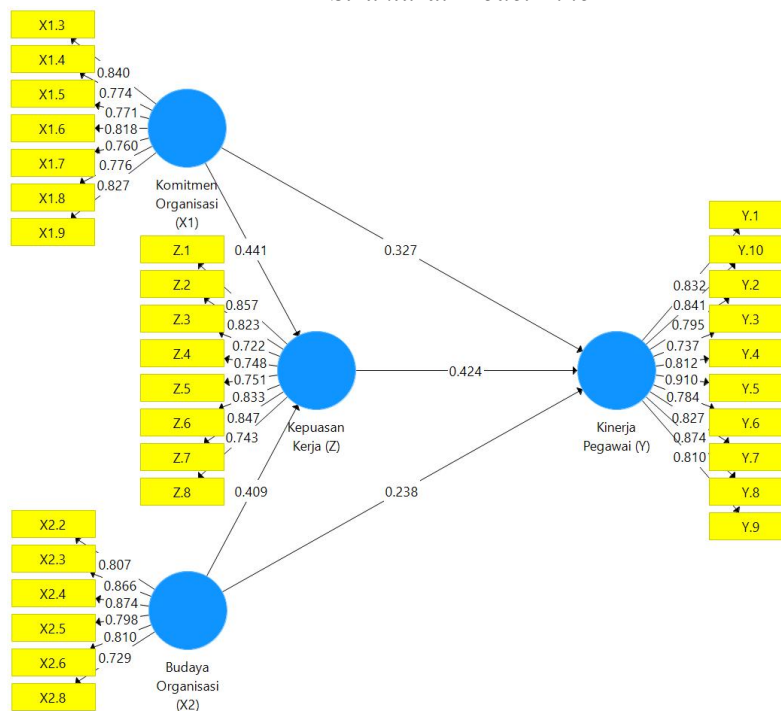 X1.3
X1.4
X1.5
X1.6
X1.7
X1.8
X1.9
0.840
0.774
0.771
0.818
0.760
0.776
0.827
Komitmen
Organisasi
(X1)
0.441
0.327
Z.1
Z.2
Z.3
Z.4
Z.5
Z.6
Z.7
Z.8
0.857
0.823
0.722
0.748
0.751
0.833
0.847
0.743
Kepuasan
Kerja (Z)
0.424
0.409
0.238
X2.2
X2.3
X2.4
X2.5
X2.6
X2.8
0.807
0.866
0.874
0.798
0.810
0.729
Budaya
Organisasi
(X2)
Kinerja
Pegawai (Y)
0.832
0.841
0.795
0.737
0.812
0.910
0.784
0.827
0.874
0.810
Y.1
Y.10
Y.2
Y.3
Y.4
Y.5
Y.6
Y.7
Y.8
Y.9